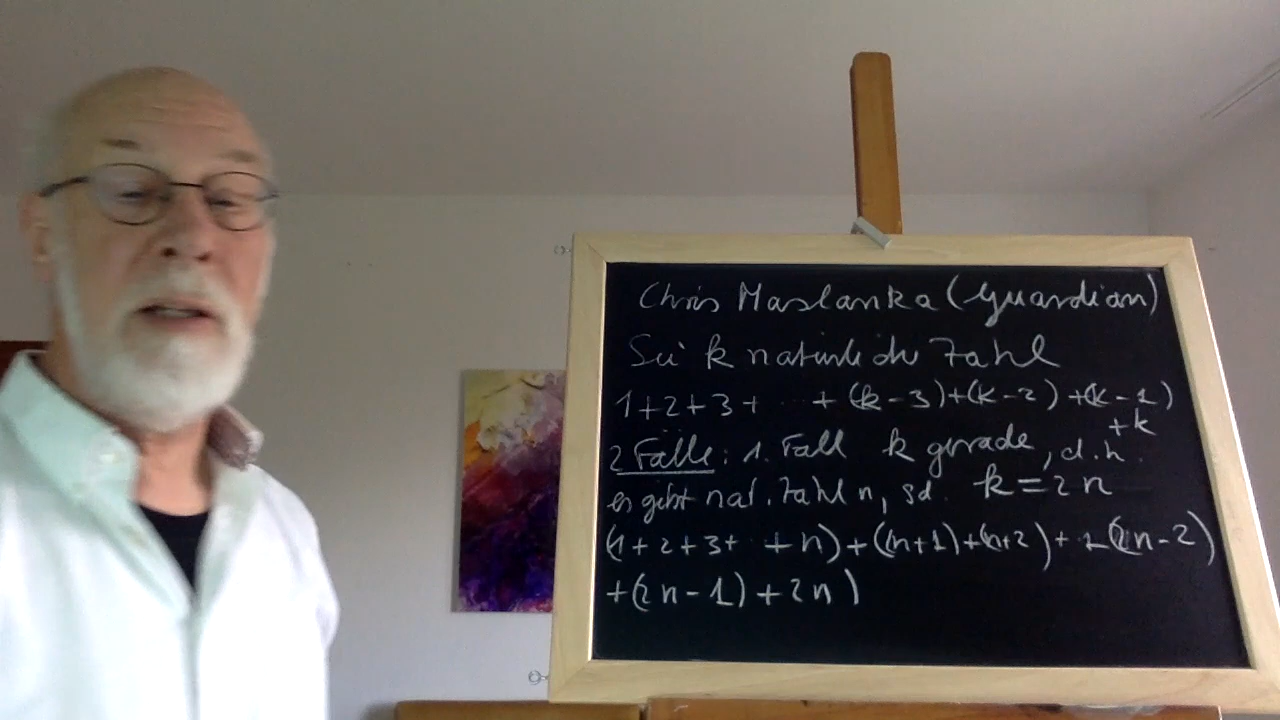 Chris Maslanka (Guardian)
Sei k natürliche Zahl
1+2+3+ ... + (k-3)+(k-2)+(k-1)
+k
2 Fälle: 1. Fall k gerade, d.h.
es gibt nat. Zahl n, sd. k=2n
(1+2+3+ +n)+((n+1)+(n+2)+ +(2n-2)
+(2n-1)+2n)